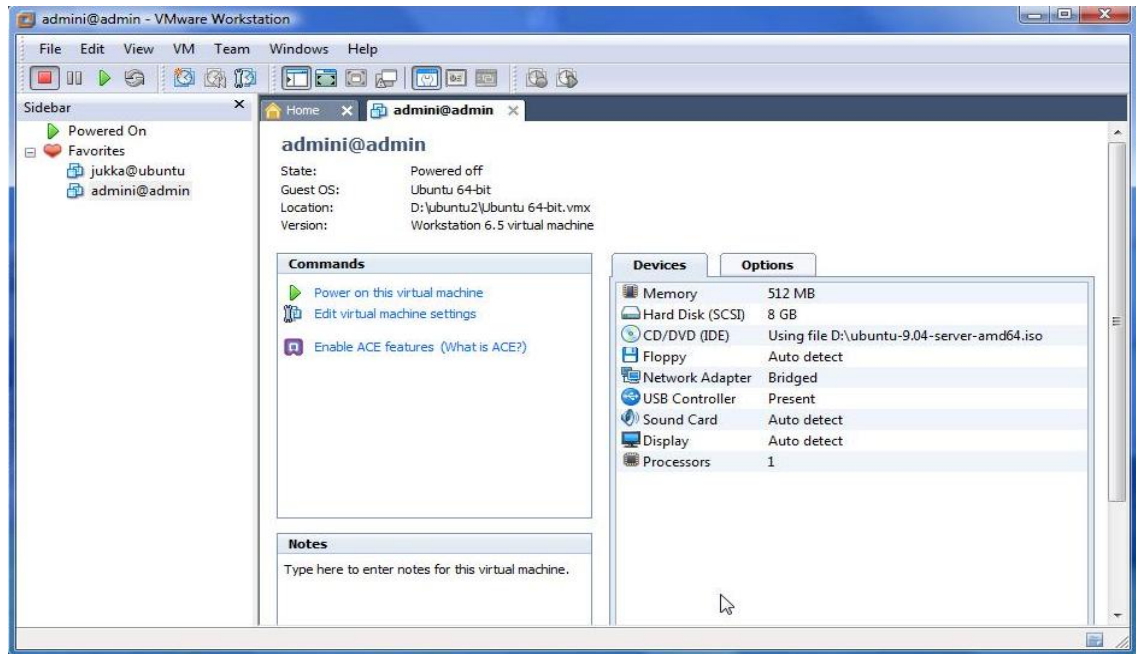 admini@admin - VMware Workstation
File Edit View VM Team Windows Help
Sidebar x
Powered On
Favorites
jukka@ubuntu
admini@admin
Home x admini@admin x
admini@admin
State: Powered off
Guest OS: Ubuntu 64-bit
Location: D:\ubuntu2\Ubuntu 64-bit.vmx
Version: Workstation 6.5 virtual machine
Commands
Power on this virtual machine
Edit virtual machine settings
Enable ACE features (What is ACE?)
Notes
Type here to enter notes for this virtual machine.
Devices Options
Memory 512 MB
Hard Disk (SCSI) 8 GB
CD/DVD (IDE) Using file D:\ubuntu-9.04-server-amd64.iso
Floppy Auto detect
Network Adapter Bridged
USB Controller Present
Sound Card Auto detect
Display Auto detect
Processors 1